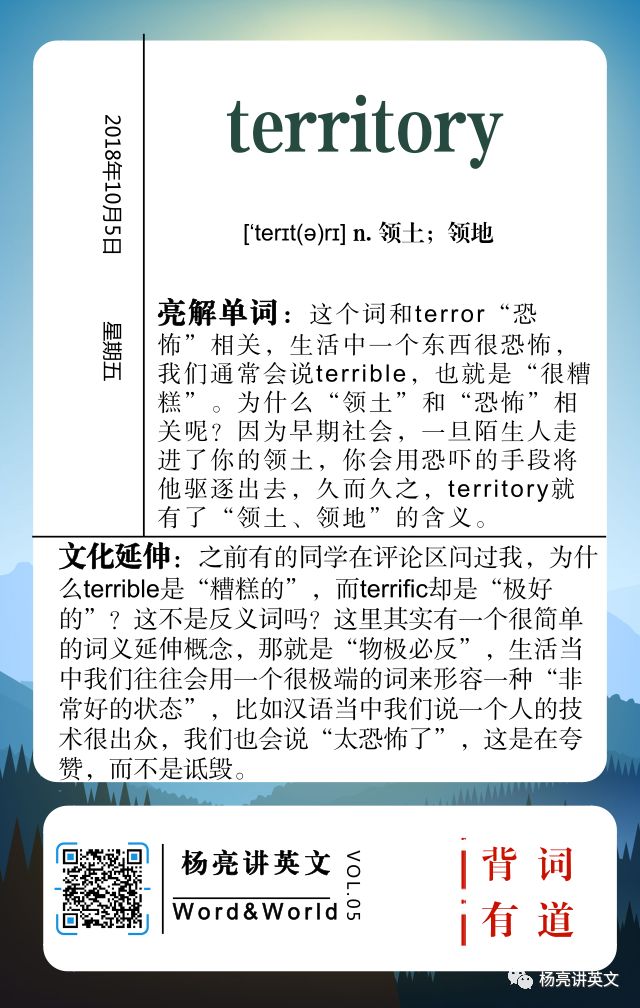 territory
2018年10月5日
星期五
[‘terɪt(ə)rɪ] n. 领土；领地
亮解单词：这个词和terror“恐
怖”相关，生活中一个东西很恐怖，
我们通常会说terrible，也就是“很糟
糕”。为什么“领土”和“恐怖”相
关呢？因为早期社会，一旦陌生人走
进了你的领土，你会用恐吓的手段将
他驱逐出去，久而久之，territory就
有了“领土、领地”的含义。
文化延伸：之前有的同学在评论区问过我，为什
么terrible是“糟糕的”，而terrific却是“极好
的”？这不是反义词吗？这里其实有一个很简单
的词义延伸概念，那就是“物极必反”，生活当
中我们往往会用一个很极端的词来形容一种“非
常好的状态”，比如汉语当中我们说一个人的技
术很出众，我们也会说“太恐怖了”，这是在夸
赞，而不是诋毁。
杨亮讲英文
Word&World
VOL.05
背词
有道
杨亮讲英文